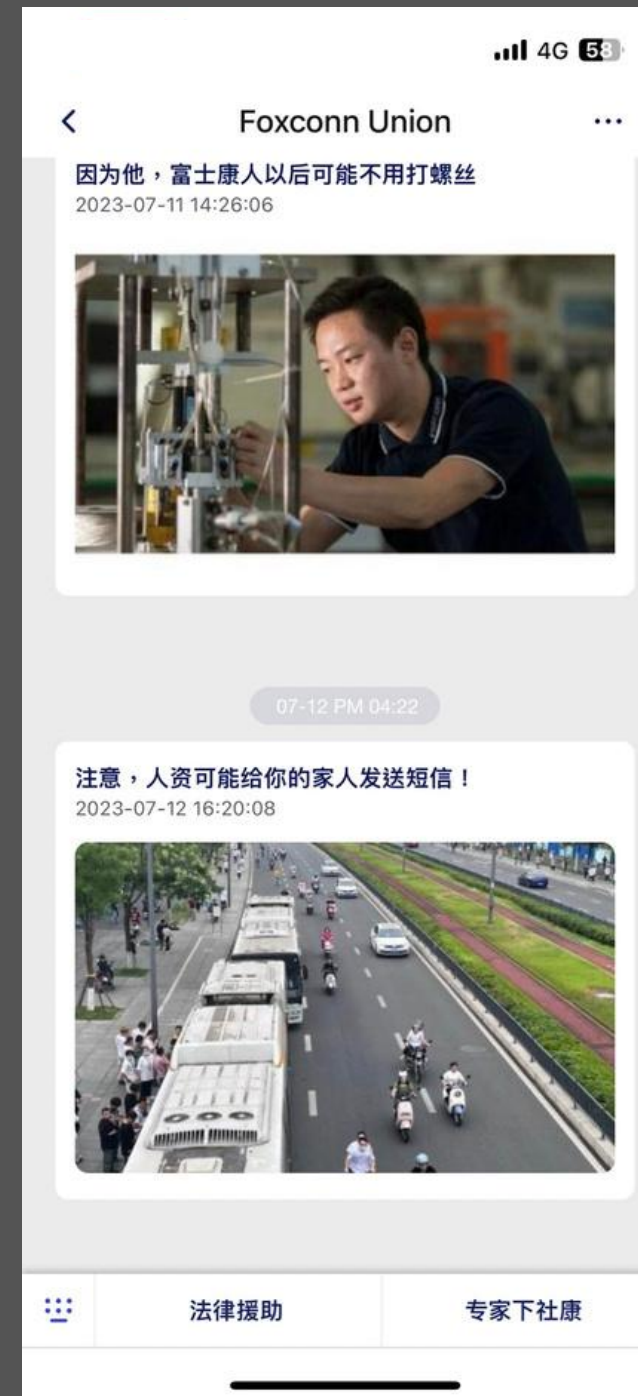 4G 58
Foxconn Union
因为他，富士康人以后可能不用打螺丝
2023-07-11 14:26:06
07-12 PM 04:22
注意，人资可能给你的家人发送短信！
2023-07-12 16:20:08
法律援助
专家下社康